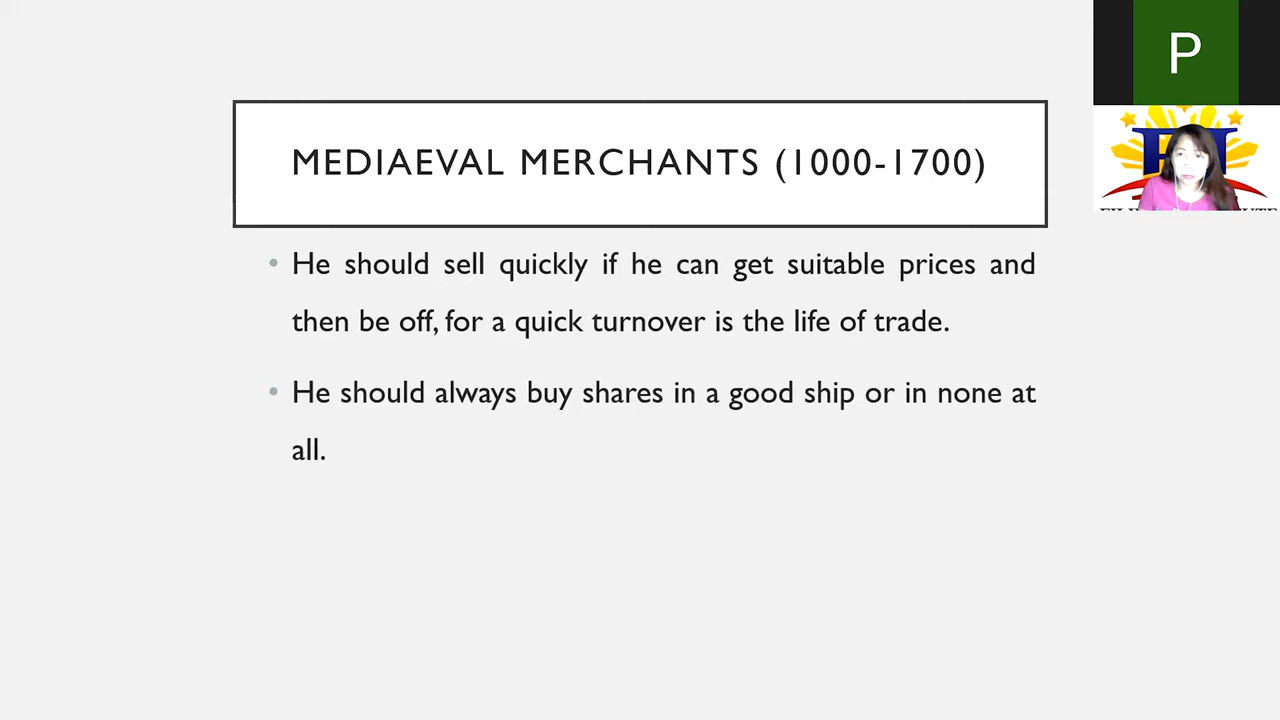 P
MEDIAEVAL MERCHANTS (1000-1700)
• He should sell quickly if he can get suitable prices and
then be off, for a quick turnover is the life of trade.
• He should always buy shares in a good ship or in none at
all.